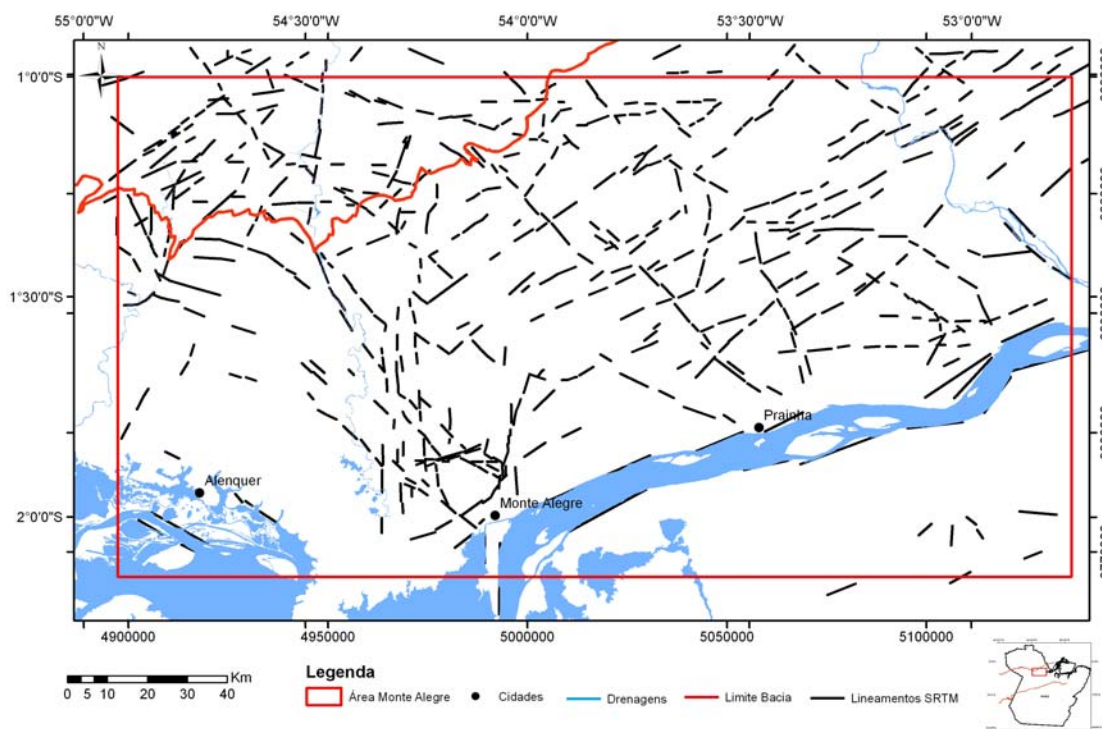 55°0'0"W 54°30'0"W 54°0'0"W 53°30'0"W 53°0'0"W
N
1°0'0"S
1°30'0"S
Prainha
Alenquer
Monte Alegre
2°0'0"S
4900000 4950000 5000000 5050000 5100000
Km
0 5 10 20 30 40
Legenda
Área Monte Alegre Cidades Drenagens Limite Bacia Lineamentos SRTM